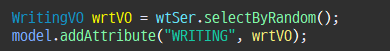 WritingVO wrtVO = wtSer.selectByRandom();
model.addAttribute("WRITING", wrtVO);